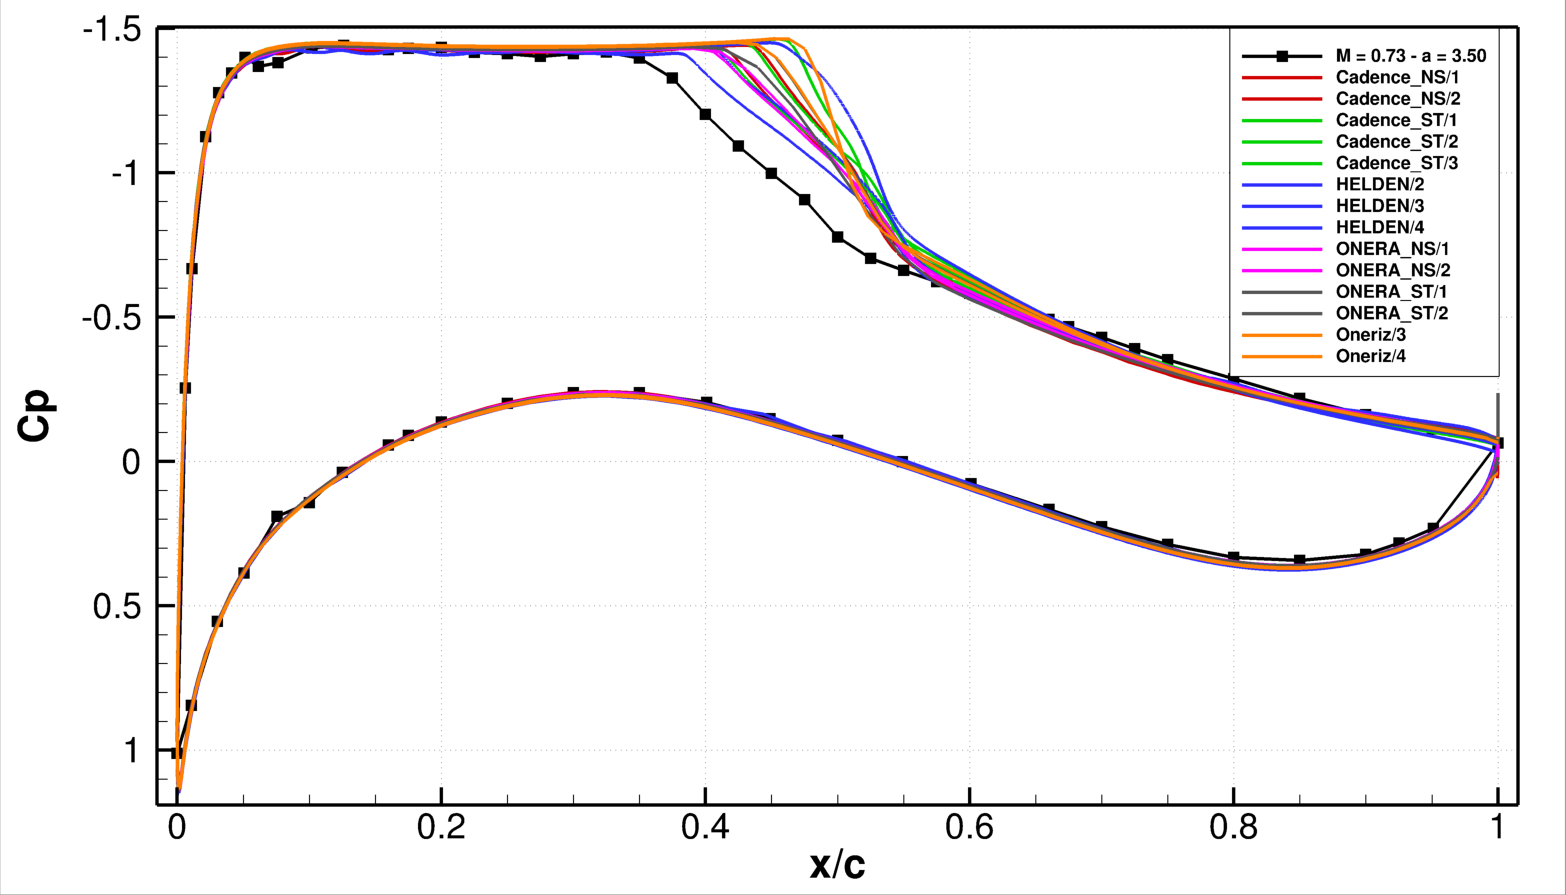 -1.5
-1
-0.5
0
0.5
1
Cp
M = 0.73 - a = 3.50
Cadence_NS/1
Cadence_NS/2
Cadence_ST/1
Cadence_ST/2
Cadence_ST/3
HELDEN/2
HELDEN/3
HELDEN/4
ONERA_NS/1
ONERA_NS/2
ONERA_ST/1
ONERA_ST/2
Oneriz/3
Oneriz/4
0 0.2 0.4 0.6 0.8 1
x/c